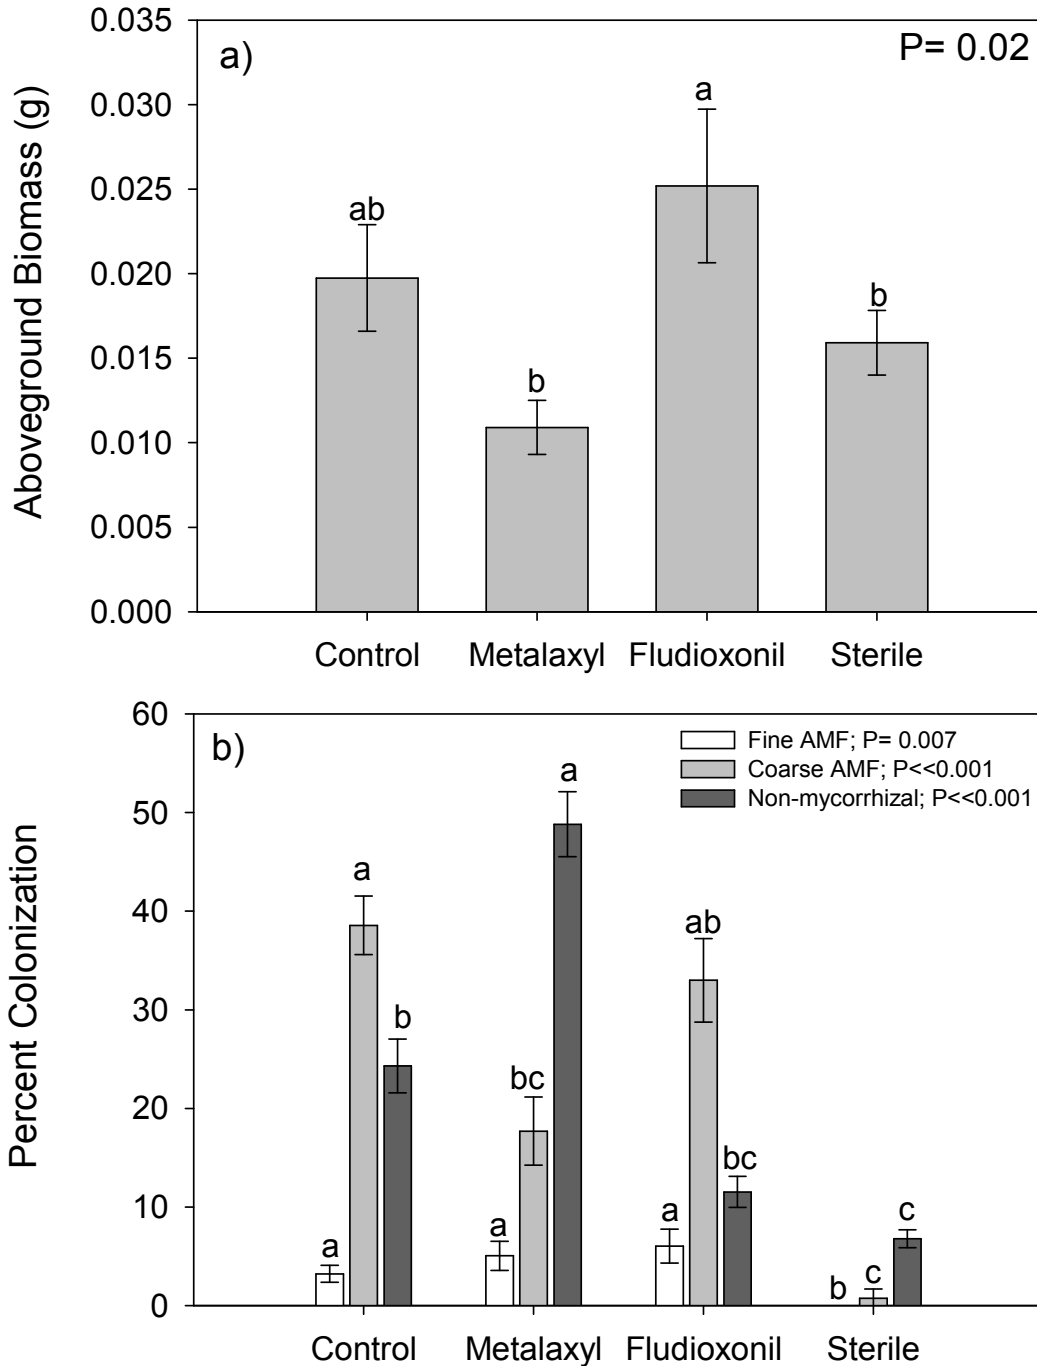 Aboveground Biomass (g)
0.035
0.030
0.025
0.020
0.015
0.010
0.005
0.000
a)
P= 0.02
ab
b
a
b
Control
Metalaxyl
Fludioxonil
Sterile
Percent Colonization
60
50
40
30
20
10
0
b)
Fine AMF; P= 0.007
Coarse AMF; P<<0.001
Non-mycorrhizal; P<<0.001
a
a
b
a
bc
a
a
ab
bc
b
c
c
Control
Metalaxyl
Fludioxonil
Sterile